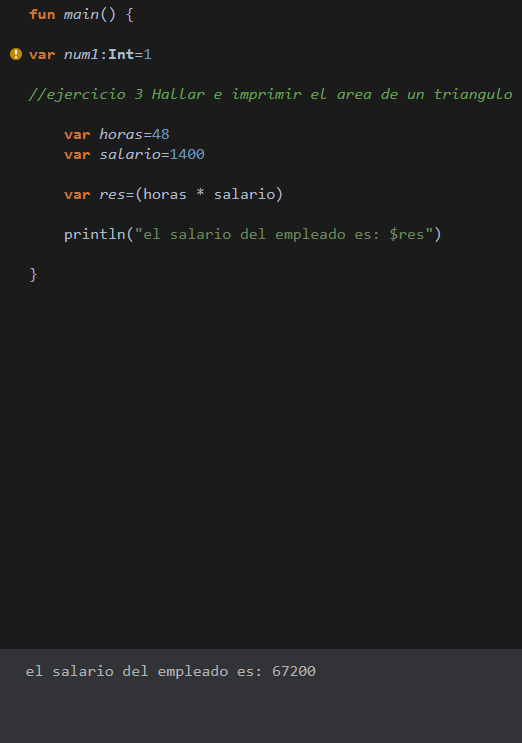 fun main() {
var num1:Int=1
//ejercicio 3 Hallar e imprimir el area de un triangulo
var horas=48
var salario=1400
var res=(horas * salario)
println("el salario del empleado es: $res")
}
el salario del empleado es: 67200